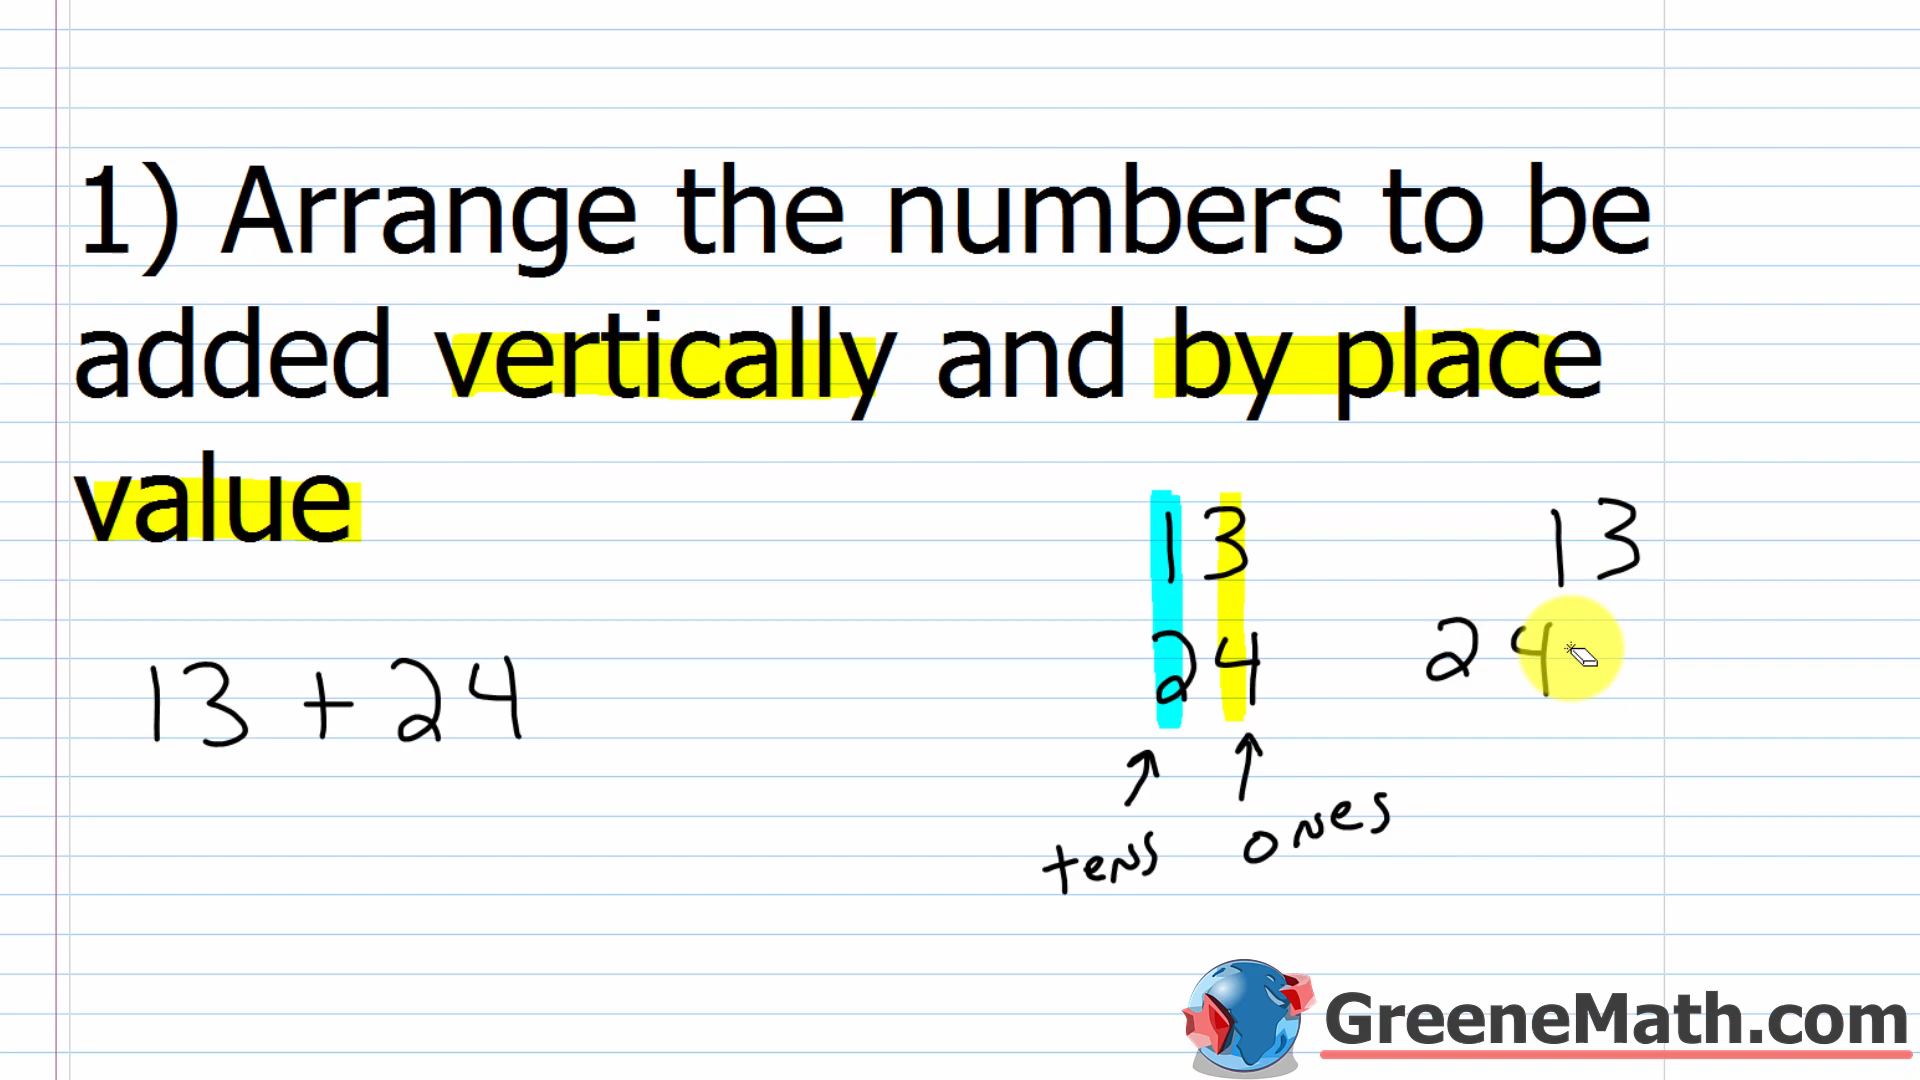 1) Arrange the numbers to be
added vertically and by place
value
13 + 24
13
24
tens ones
13
24
GreeneMath.com